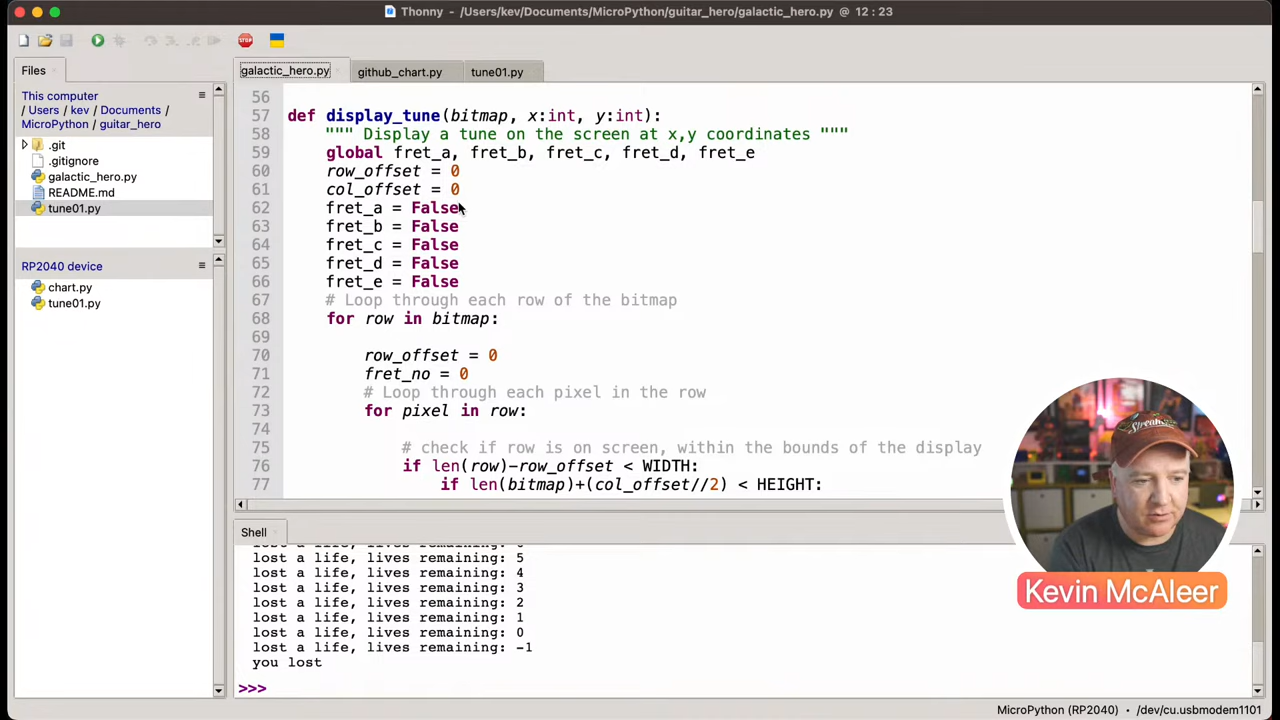 Thonny - /Users/kev/Documents/MicroPython/guitar_hero/galactic_hero.py @ 12 : 23
Files
This computer
/ Users / kev / Documents /
MicroPython / guitar_hero
.git
.gitignore
galactic_hero.py
README.md
tune01.py
RP2040 device
chart.py
tune01.py
galactic_hero.py
github_chart.py
tune01.py
56
57 def display_tune(bitmap, x:int, y:int):
58 """ Display a tune on the screen at x,y coordinates """
59 global fret_a, fret_b, fret_c, fret_d, fret_e
60 row_offset = 0
61 col_offset = 0
62 fret_a = False
63 fret_b = False
64 fret_c = False
65 fret_d = False
66 fret_e = False
67 # Loop through each row of the bitmap
68 for row in bitmap:
69
70 row_offset = 0
71 fret_no = 0
72 # Loop through each pixel in the row
73 for pixel in row:
74
75 # check if row is on screen, within the bounds of the display
76 if len(row)-row_offset < WIDTH:
77 if len(bitmap)+(col_offset//2) < HEIGHT:
Shell
lost a life, lives remaining:
lost a life, lives remaining: 5
lost a life, lives remaining: 4
lost a life, lives remaining: 3
lost a life, lives remaining: 2
lost a life, lives remaining: 1
lost a life, lives remaining: 0
lost a life, lives remaining: -1
you lost
>>>
Kevin McAleer
MicroPython (RP2040) • /dev/cu.usbmodem1101